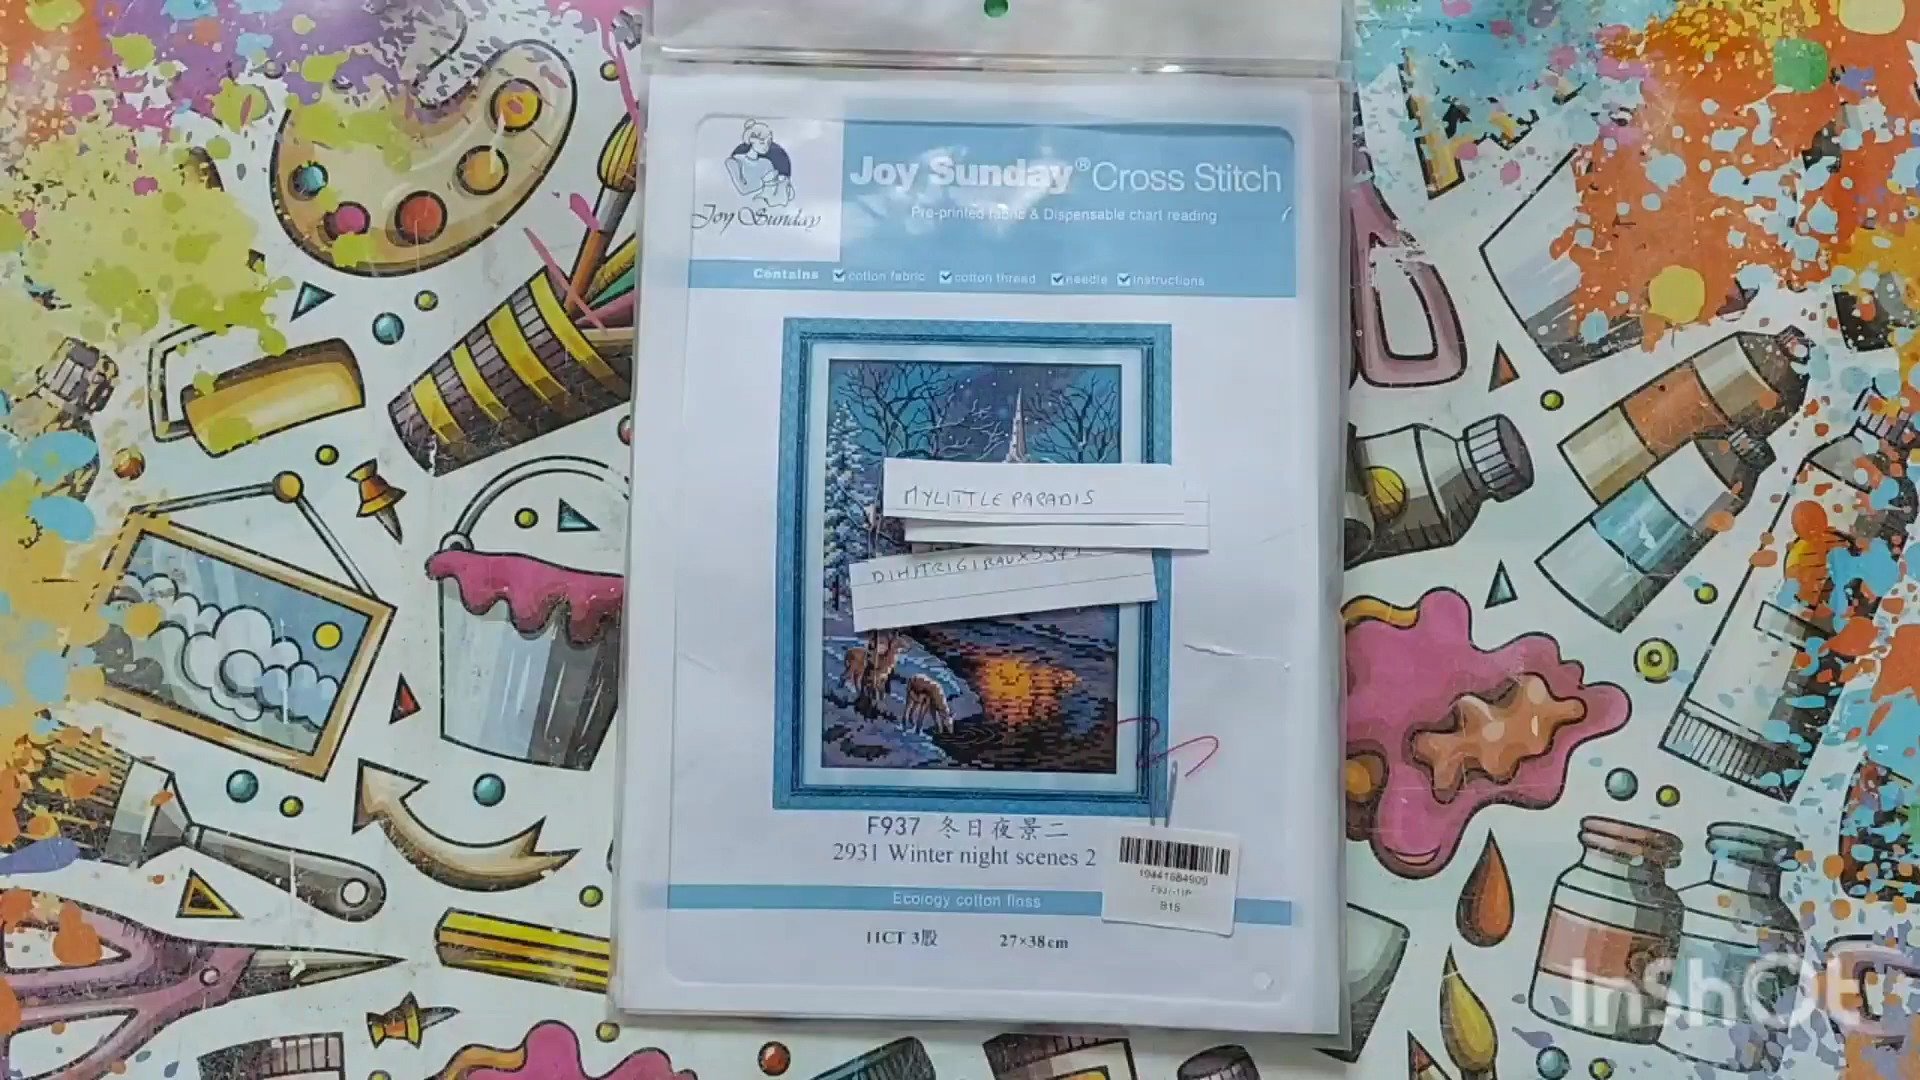 Joy Sunday® Cross Stitch
Joy Sunday
Pre-printed fabric & Dispensable chart reading
Contains cotton fabric cotton thread needle instructions
MYLITTLE PARADIS
F937 冬日夜景二
2931 Winter night scenes 2
B15
Ecology cotton floss
11CT 3股 27×38cm
InShOt